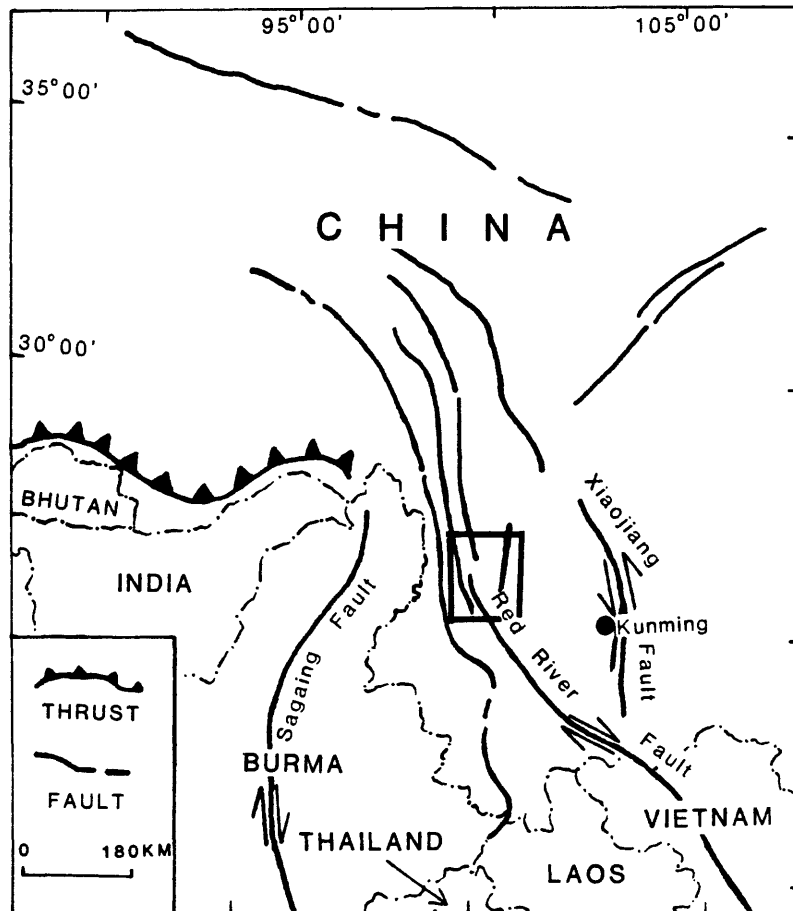 95°00'
105°00'
35°00'
CHINA
30°00'
BHUTAN
INDIA
Xiaojiang
Fault
Kunming
Red River
Fault
Sagaing Fault
BURMA
THAILAND
LAOS
VIETNAM
THRUST
FAULT
0 180KM